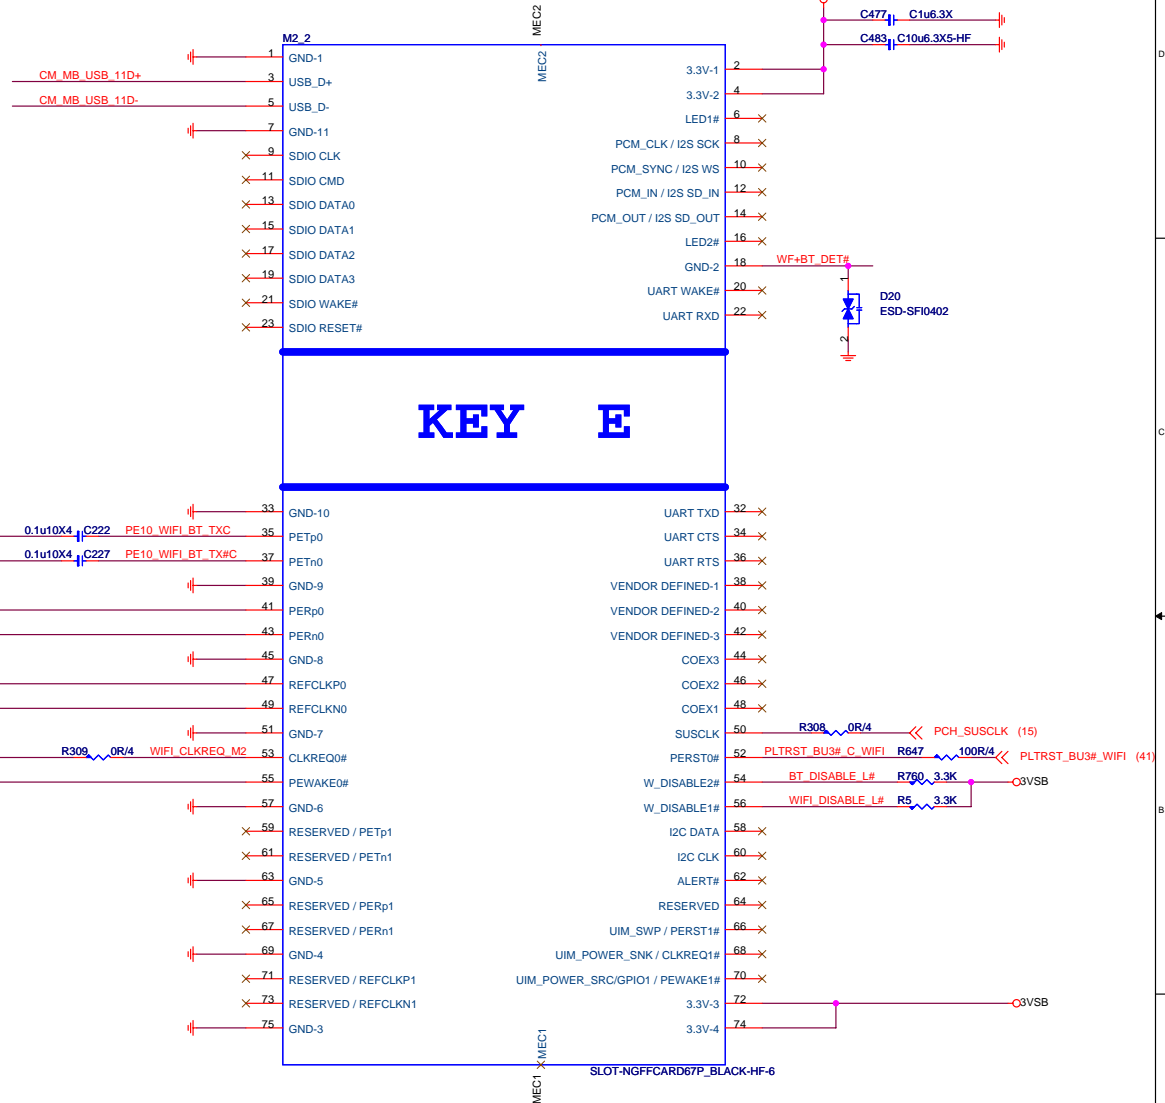 MEC2
C477 C1u6.3X
C483 C10u6.3X5-HF
M2_2
MEC2
1 GND-1
3.3V-1 2
CM_MB_USB_11D+ 3 USB_D+
3.3V-2 4
CM_MB_USB_11D- 5 USB_D-
LED1# 6
7 GND-11
PCM_CLK / I2S SCK 8
9 SDIO CLK
PCM_SYNC / I2S WS 10
11 SDIO CMD
PCM_IN / I2S SD_IN 12
13 SDIO DATA0
PCM_OUT / I2S SD_OUT 14
15 SDIO DATA1
LED2# 16
17 SDIO DATA2
GND-2 18 WF+BT_DET#
19 SDIO DATA3
UART WAKE# 20
21 SDIO WAKE#
UART RXD 22
23 SDIO RESET#
1
D20
ESD-SFI0402
2
D
C
B
KEY E
33 GND-10
UART TXD 32
0.1u10X4 C222 PE10_WIFI_BT_TXC 35 PETp0
UART CTS 34
0.1u10X4 C227 PE10_WIFI_BT_TX#C 37 PETn0
UART RTS 36
39 GND-9
VENDOR DEFINED-1 38
41 PERp0
VENDOR DEFINED-2 40
43 PERn0
VENDOR DEFINED-3 42
45 GND-8
COEX3 44
47 REFCLKP0
COEX2 46
49 REFCLKN0
COEX1 48
51 GND-7
SUSCLK 50 R308 0R/4 PCH_SUSCLK (15)
R309 0R/4 WIFI_CLKREQ_M2 53 CLKREQ0#
PERST0# 52 PLTRST_BU3#_C_WIFI R647 100R/4 PLTRST_BU3#_WIFI (41)
55 PEWAKE0#
W_DISABLE2# 54 BT_DISABLE_L# R760 3.3K 3VSB
57 GND-6
W_DISABLE1# 56 WIFI_DISABLE_L# R5 3.3K
59 RESERVED / PETp1
I2C DATA 58
61 RESERVED / PETn1
I2C CLK 60
63 GND-5
ALERT# 62
65 RESERVED / PERp1
RESERVED 64
67 RESERVED / PERn1
UIM_SWP / PERST1# 66
69 GND-4
UIM_POWER_SNK / CLKREQ1# 68
71 RESERVED / REFCLKP1
UIM_POWER_SRC/GPIO1 / PEWAKE1# 70
73 RESERVED / REFCLKN1
3.3V-3 72 3VSB
75 GND-3
3.3V-4 74
MEC1
SLOT-NGFFCARD67P_BLACK-HF-6
MEC1